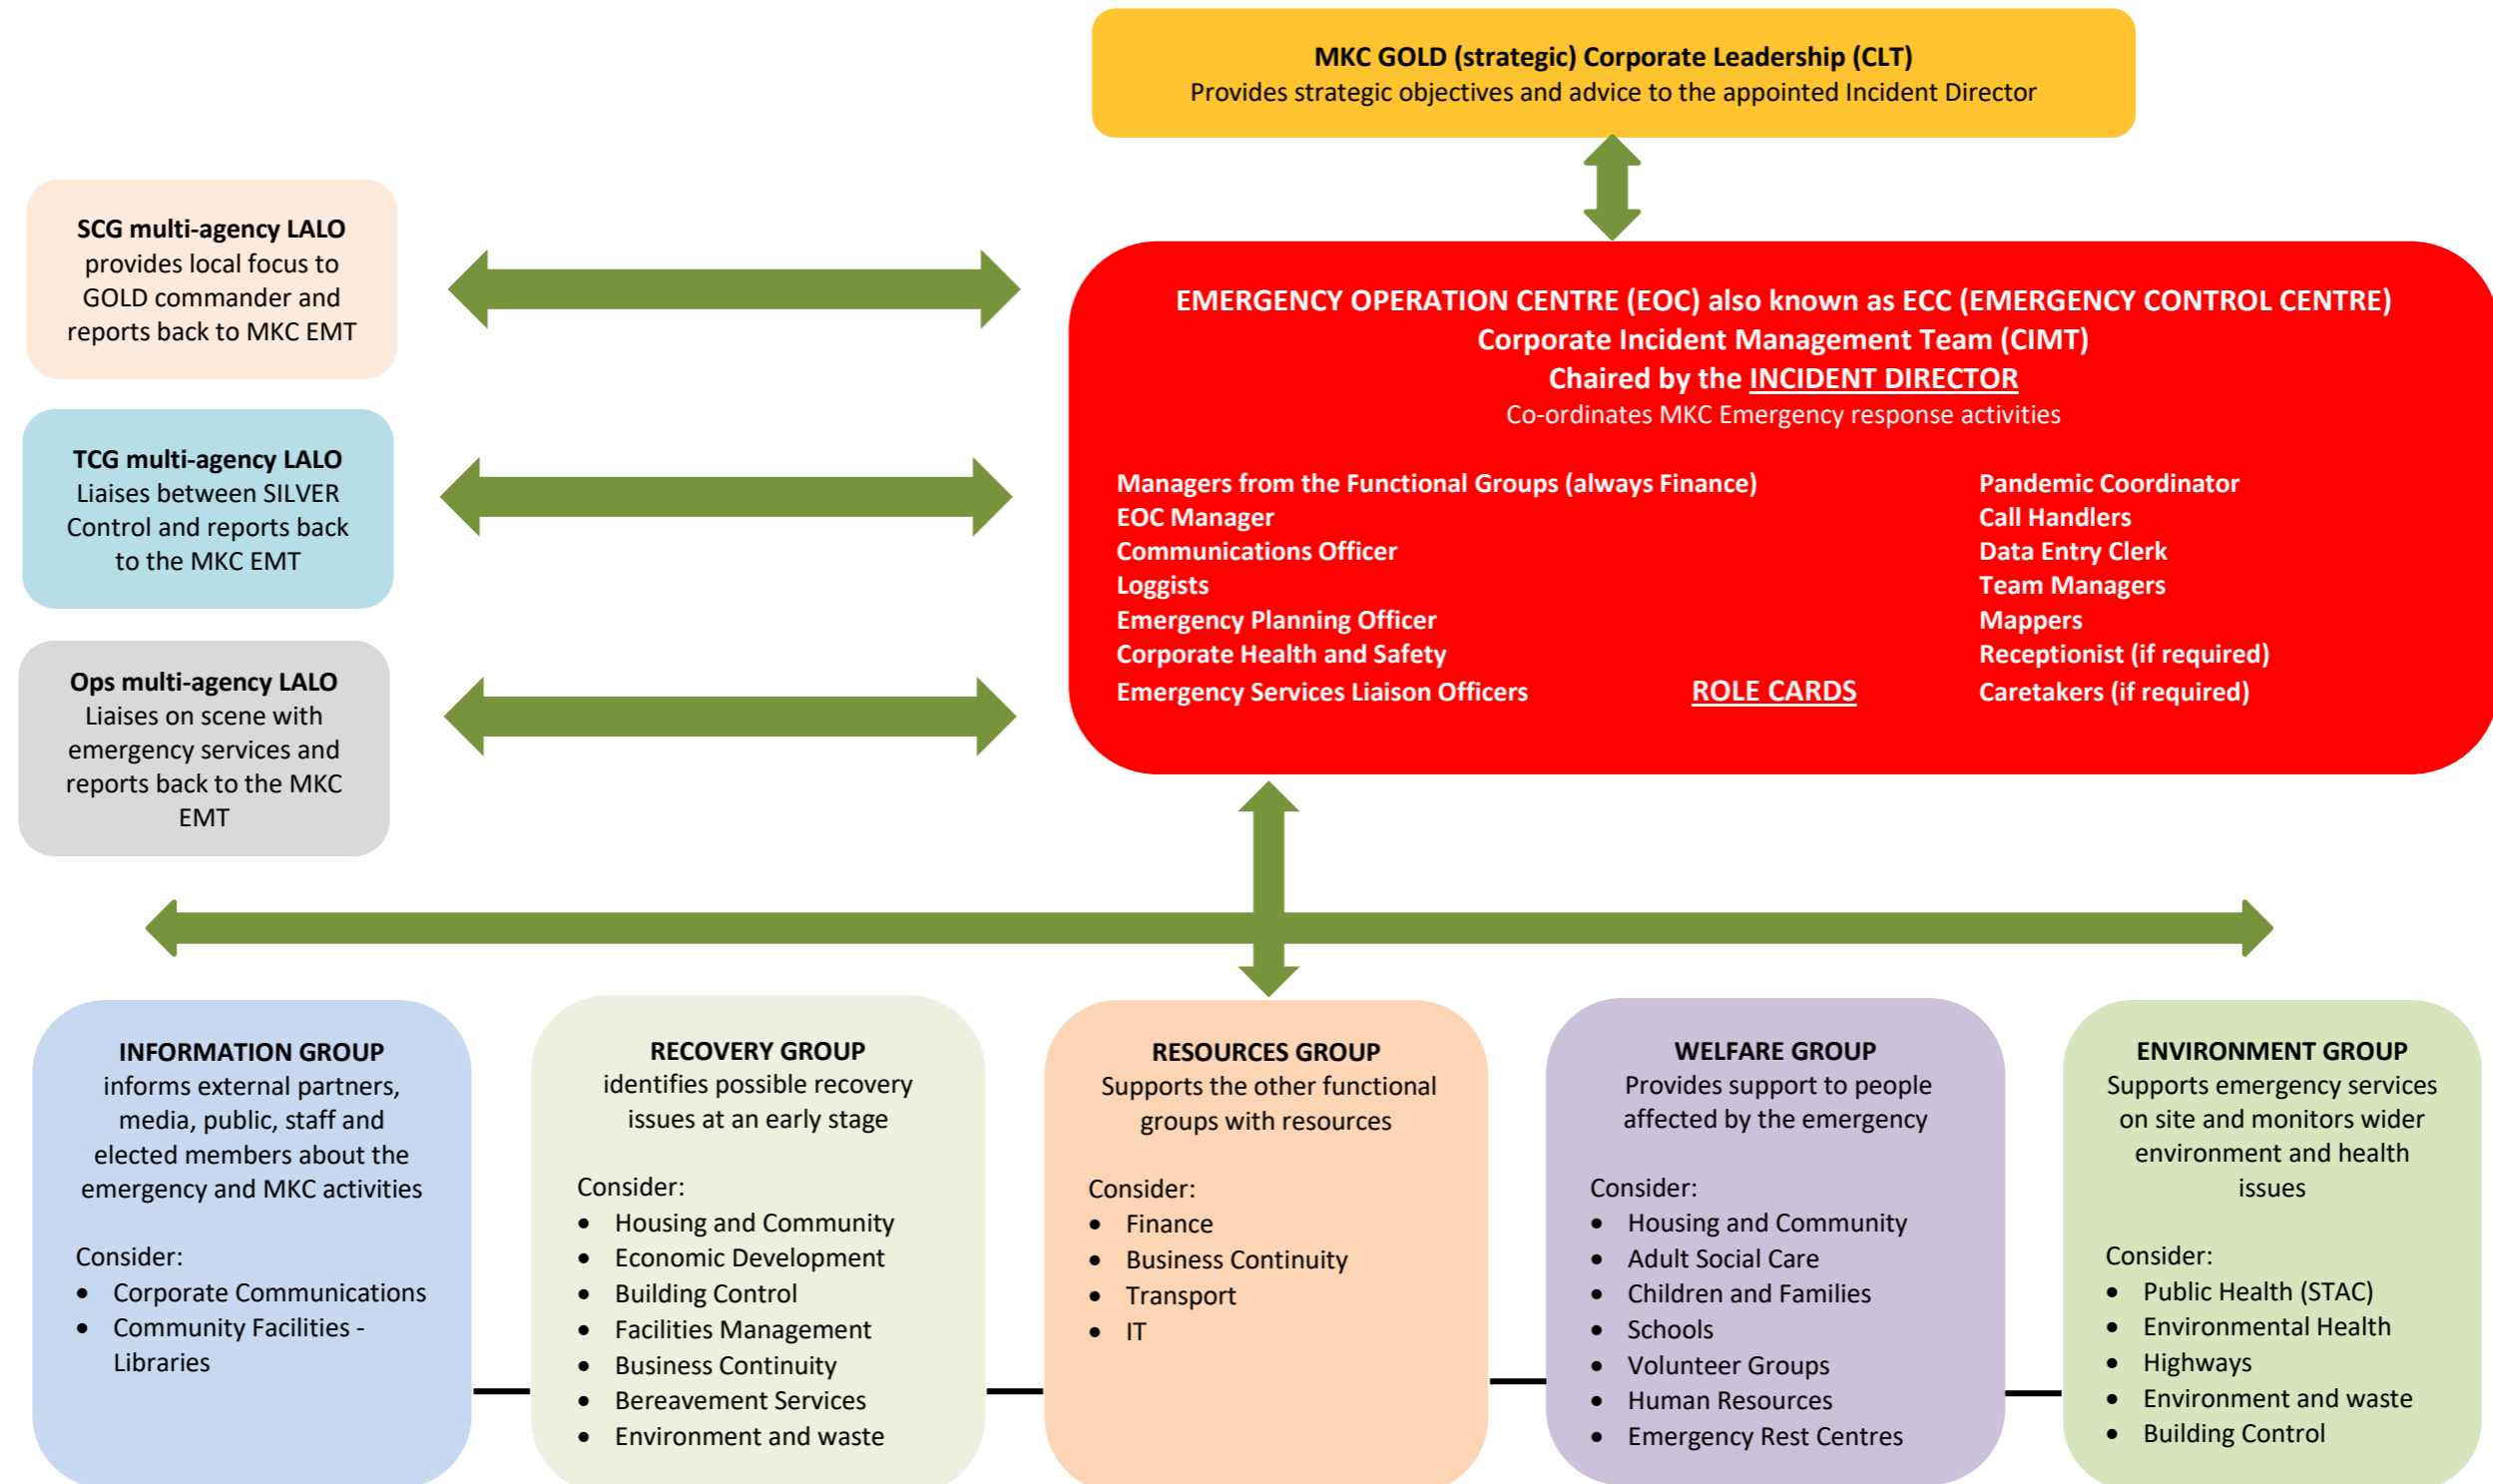 MKC GOLD (strategic) Corporate Leadership (CLT)
Provides strategic objectives and advice to the appointed Incident Director
SCG multi-agency LALO
provides local focus to
GOLD commander and
reports back to MKC EMT
TCG multi-agency LALO
Liaises between SILVER
Control and reports back
to the MKC EMT
Ops multi-agency LALO
Liaises on scene with
emergency services and
reports back to the MKC
EMT
EMERGENCY OPERATION CENTRE (EOC) also known as ECC (EMERGENCY CONTROL CENTRE)
Corporate Incident Management Team (CIMT)
Chaired by the INCIDENT DIRECTOR
Co-ordinates MKC Emergency response activities
Managers from the Functional Groups (always Finance)
EOC Manager
Communications Officer
Loggists
Emergency Planning Officer
Corporate Health and Safety
Emergency Services Liaison Officers
ROLE CARDS
Pandemic Coordinator
Call Handlers
Data Entry Clerk
Team Managers
Mappers
Receptionist (if required)
Caretakers (if required)
INFORMATION GROUP
informs external partners,
media, public, staff and
elected members about the
emergency and MKC activities
Consider:
• Corporate Communications
• Community Facilities -
Libraries
RECOVERY GROUP
identifies possible recovery
issues at an early stage
Consider:
• Housing and Community
• Economic Development
• Building Control
• Facilities Management
• Business Continuity
• Bereavement Services
• Environment and waste
RESOURCES GROUP
Supports the other functional
groups with resources
Consider:
• Finance
• Business Continuity
• Transport
• IT
WELFARE GROUP
Provides support to people
affected by the emergency
Consider:
• Housing and Community
• Adult Social Care
• Children and Families
• Schools
• Volunteer Groups
• Human Resources
• Emergency Rest Centres
ENVIRONMENT GROUP
Supports emergency services
on site and monitors wider
environment and health
issues
Consider:
• Public Health (STAC)
• Environmental Health
• Highways
• Environment and waste
• Building Control